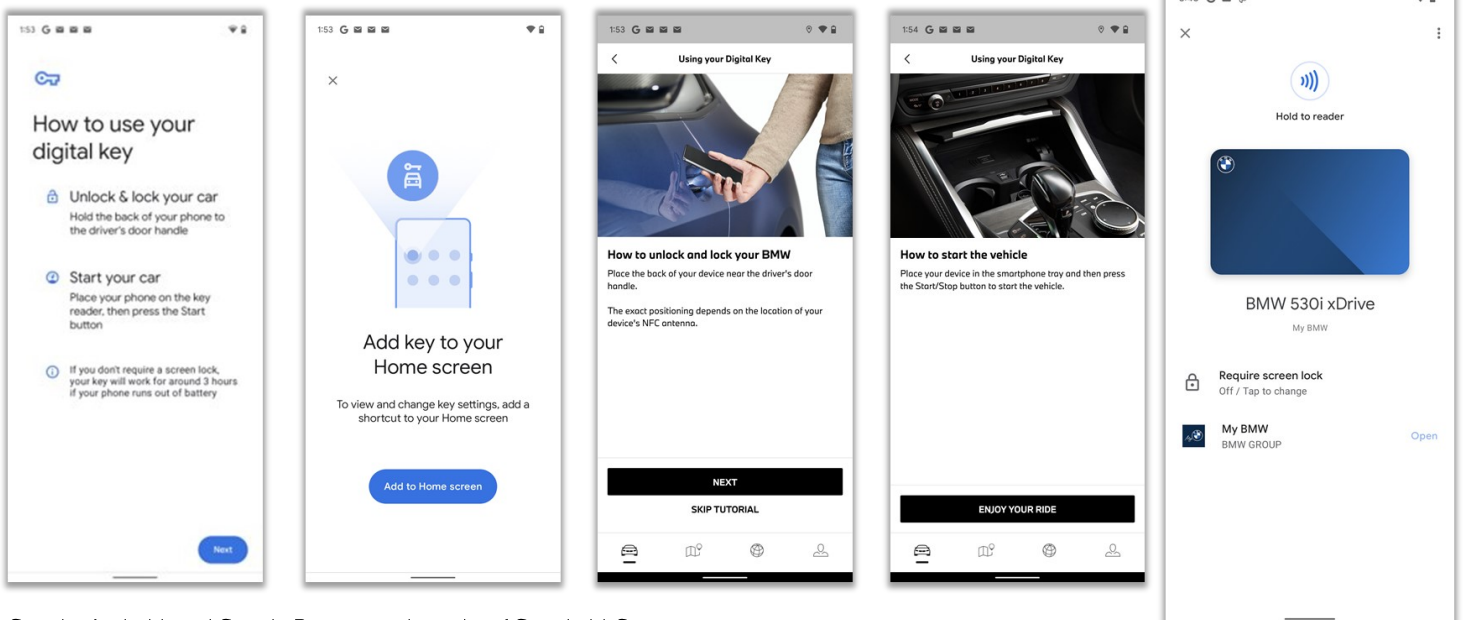 1:53
How to use your
digital key
Unlock & lock your car
Hold the back of your phone to
the driver's door handle
Start your car
Place your phone on the key
reader, then press the Start
button
If you don't require a screen lock,
your key will work for around 3 hours
if your phone runs out of battery
Next
1:53
Add key to your
Home screen
To view and change key settings, add a
shortcut to your Home screen
Add to Home screen
1:53
Using your Digital Key
How to unlock and lock your BMW
Place the back of your device near the driver's door
handle.
The exact positioning depends on the location of your
device's NFC antenna.
NEXT
SKIP TUTORIAL
1:54
Using your Digital Key
How to start the vehicle
Place your device in the smartphone tray and then press
the Start/Stop button to start the vehicle.
ENJOY YOUR RIDE
Hold to reader
BMW 530i xDrive
My BMW
Require screen lock
Off / Tap to change
My BMW
BMW GROUP
Open